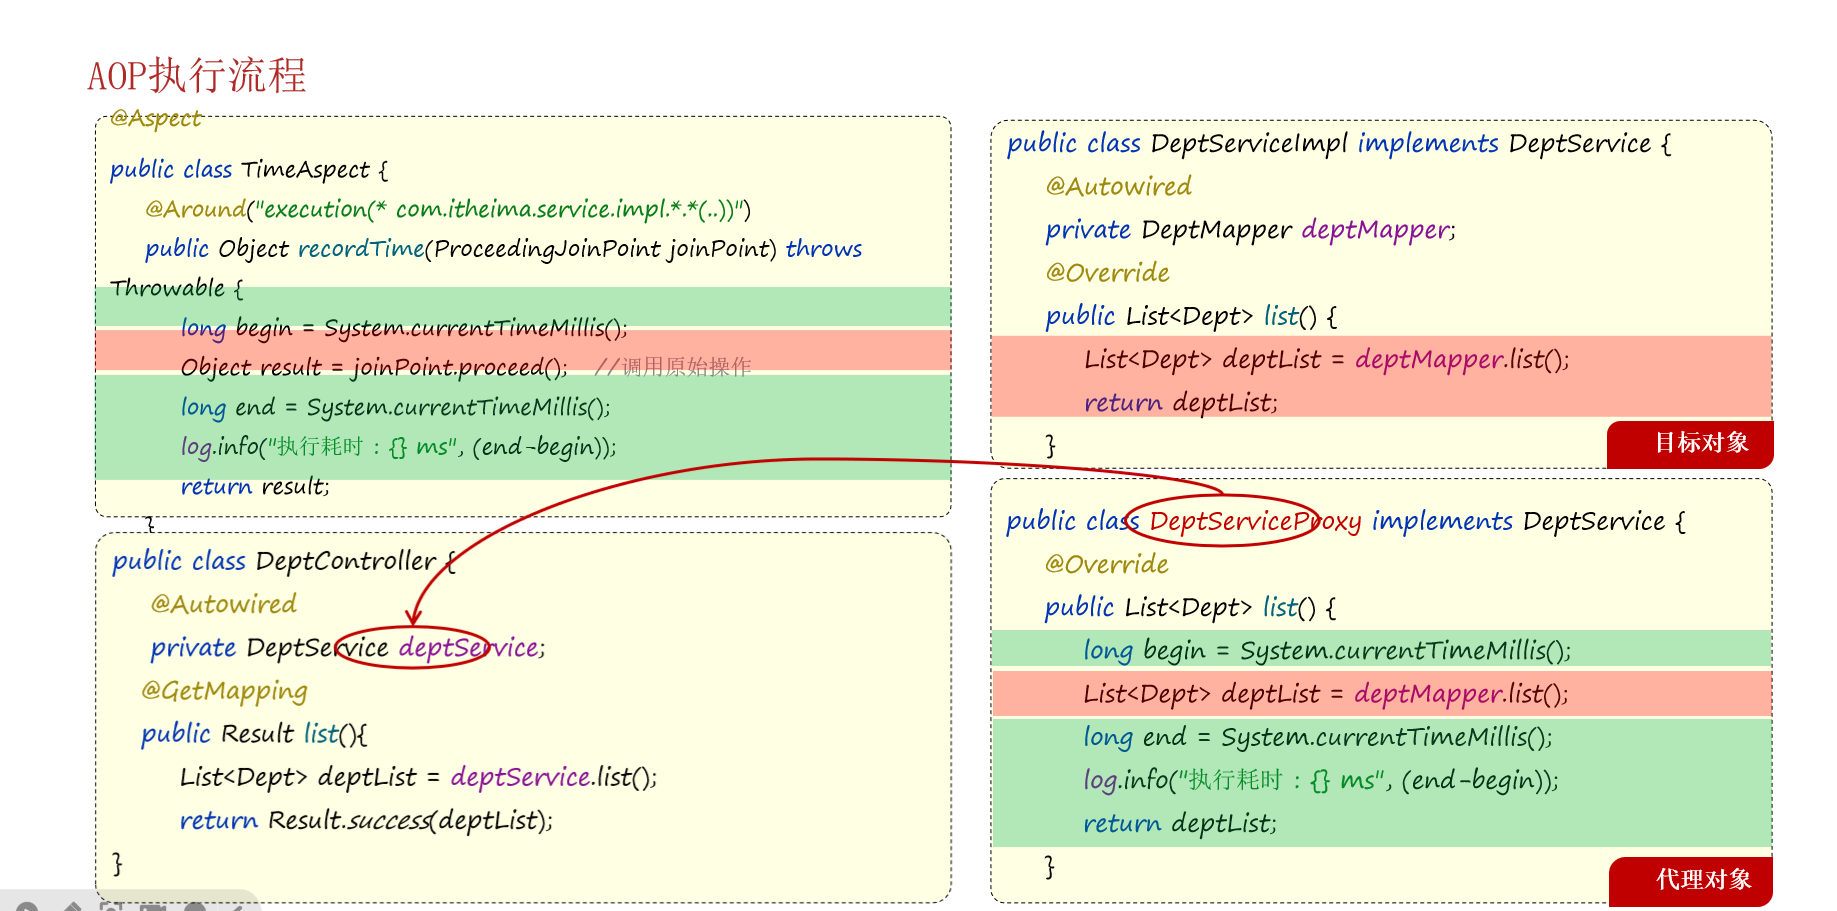 AOP执行流程
@Aspect
public class TimeAspect {
@Around("execution(* com.itheima.service.impl.*.*(..))")
public Object recordTime(ProceedingJoinPoint joinPoint) throws
Throwable {
long begin = System.currentTimeMillis();
Object result = joinPoint.proceed(); //调用原始操作
long end = System.currentTimeMillis();
log.info("执行耗时 : {} ms", (end-begin));
return result;
}
public class DeptController {
@Autowired
private DeptService deptService;
@GetMapping
public Result list(){
List<Dept> deptList = deptService.list();
return Result.success(deptList);
}
public class DeptServiceImpl implements DeptService {
@Autowired
private DeptMapper deptMapper;
@Override
public List<Dept> list() {
List<Dept> deptList = deptMapper.list();
return deptList;
}
目标对象
public class DeptServiceProxy implements DeptService {
@Override
public List<Dept> list() {
long begin = System.currentTimeMillis();
List<Dept> deptList = deptMapper.list();
long end = System.currentTimeMillis();
log.info("执行耗时 : {} ms", (end-begin));
return deptList;
}
代理对象